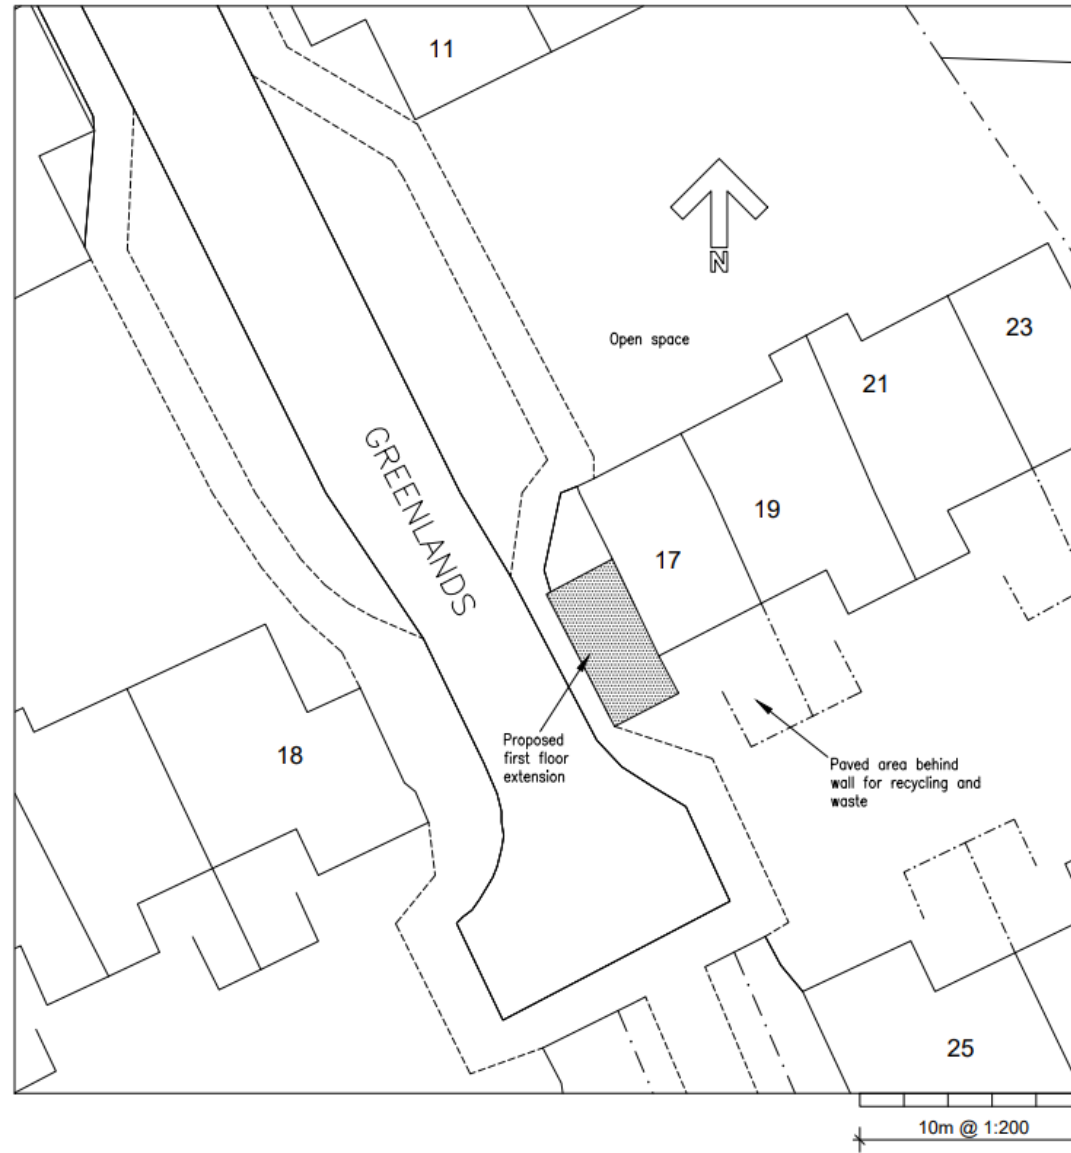 11
N
Open space
23
21
GREENLANDS
19
17
Proposed
first floor
extension
18
Paved area behind
wall for recycling and
waste
25
10m @ 1:200